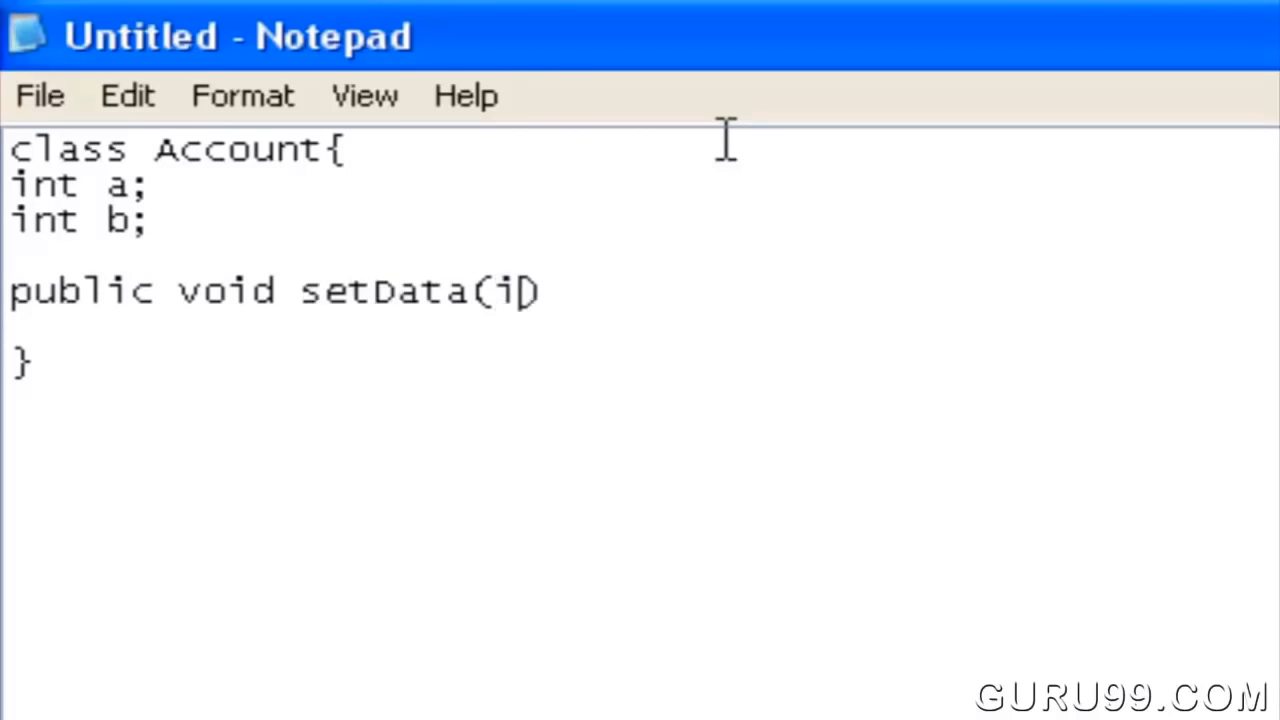 Untitled - Notepad
File Edit Format View Help
class Account{
int a;
int b;
public void setData(i)
}
GURU99.COM